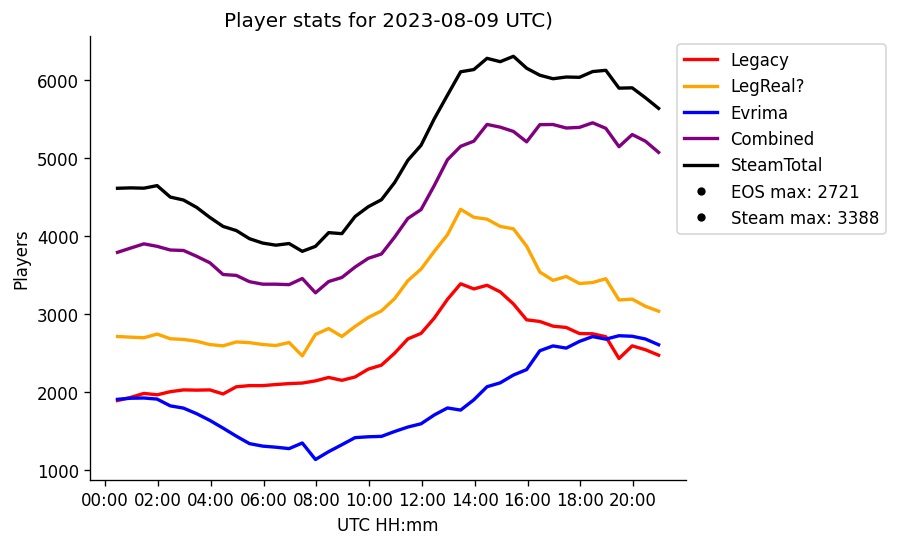 Player stats for 2023-08-09 UTC)
Legacy
LegReal?
Evrima
Combined
SteamTotal
EOS max: 2721
Steam max: 3388
Players
6000
5000
4000
3000
2000
1000
00:00 02:00 04:00 06:00 08:00 10:00 12:00 14:00 16:00 18:00 20:00
UTC HH:mm